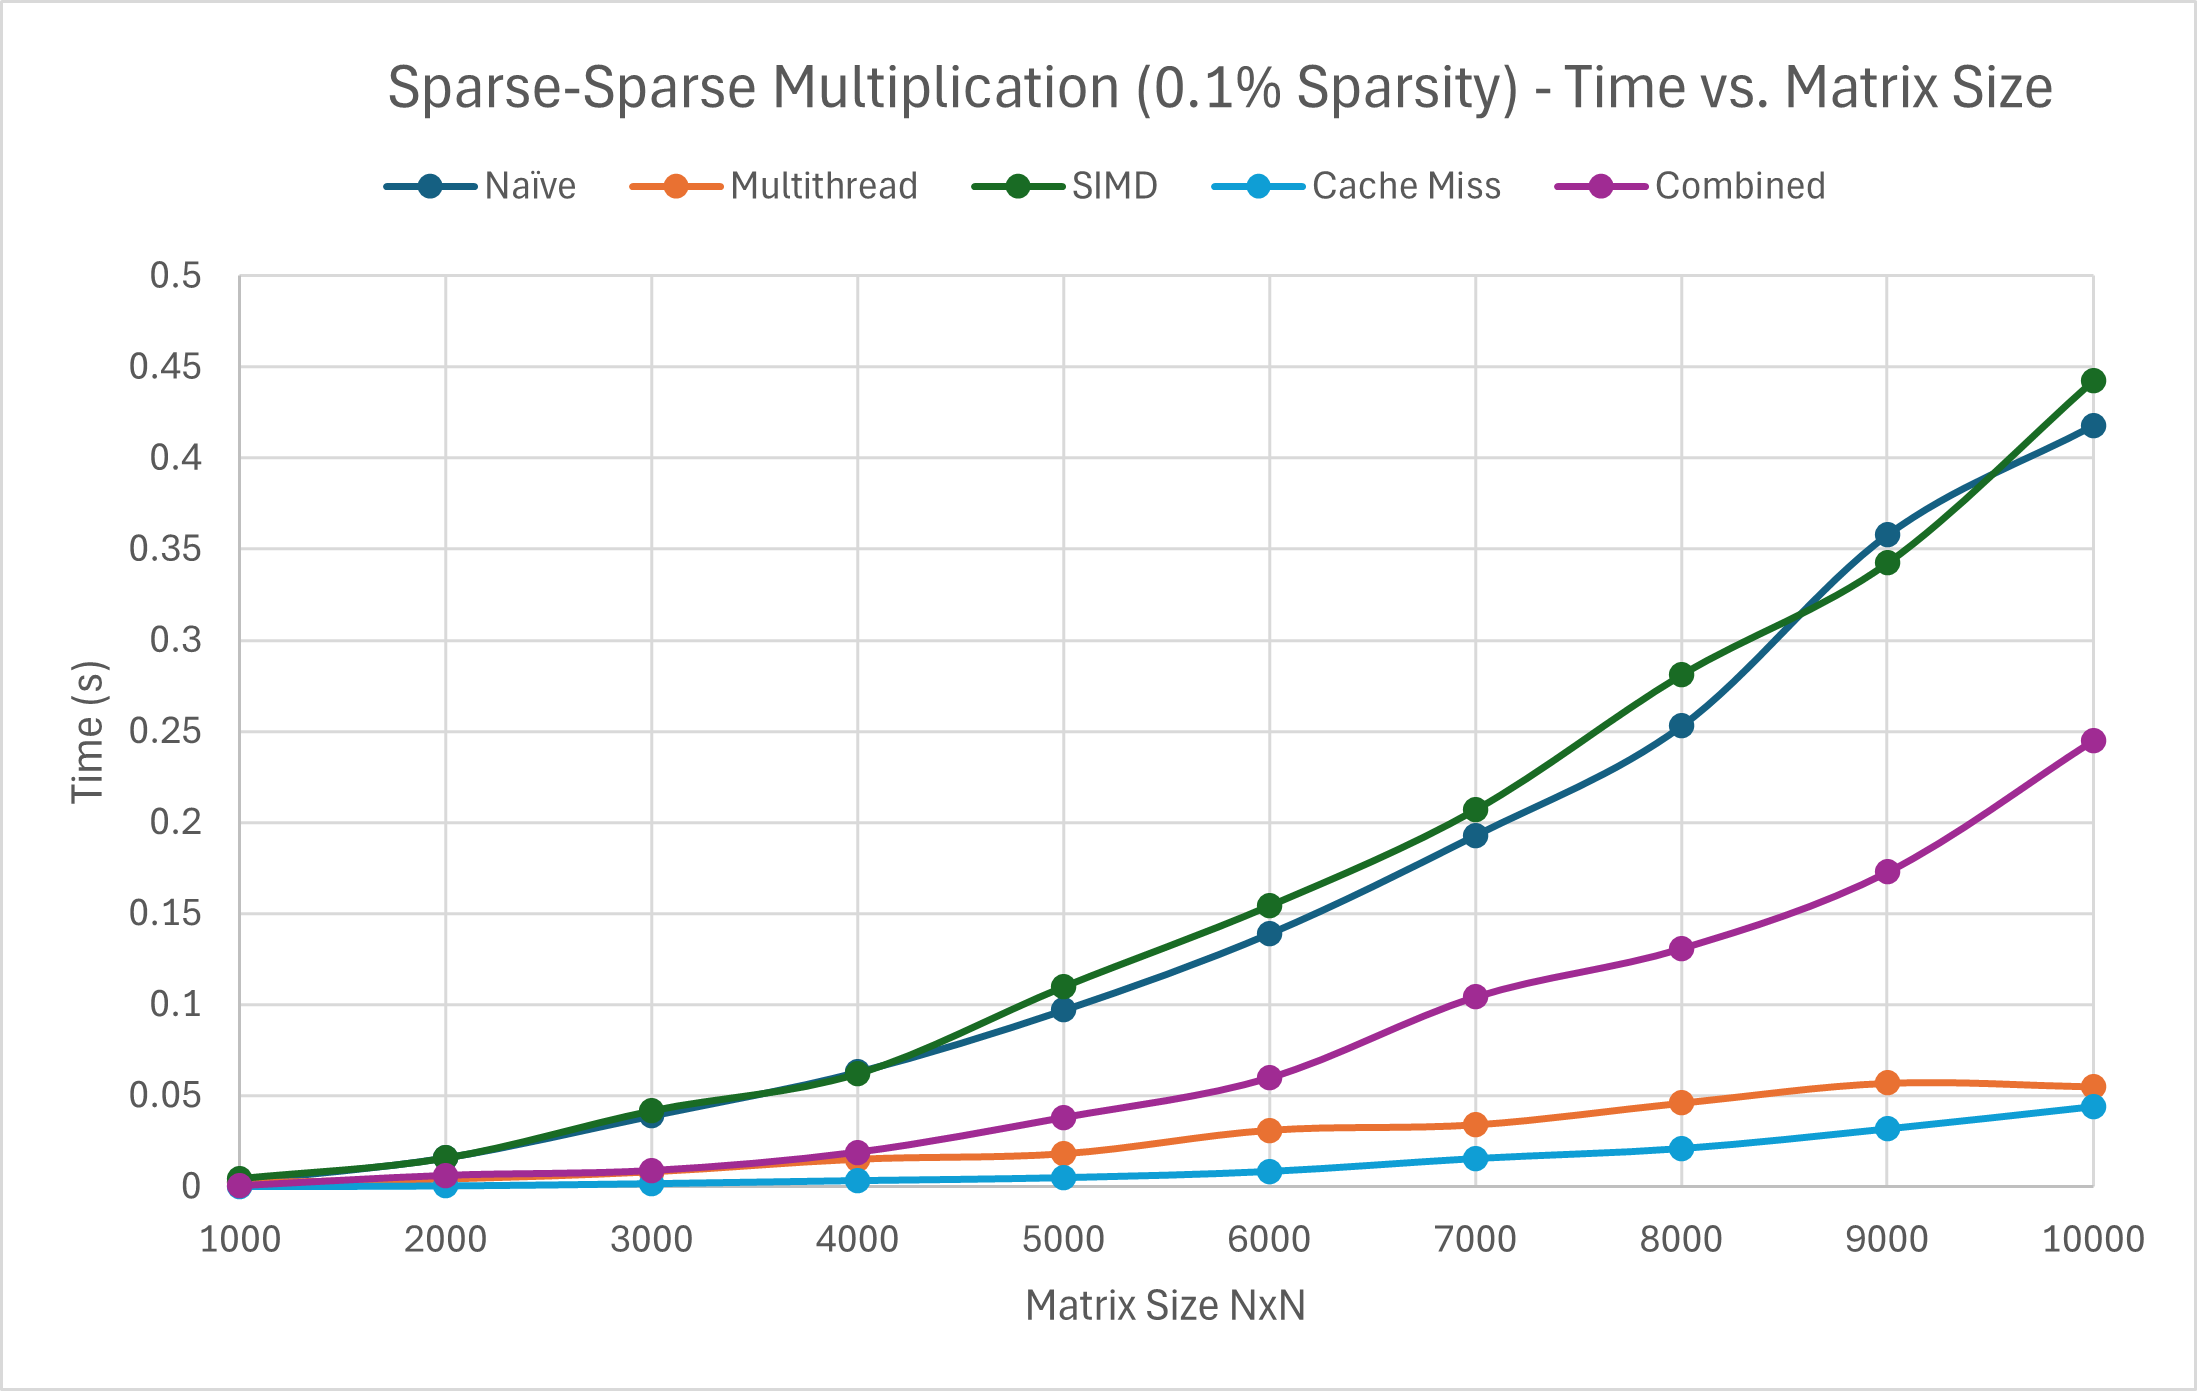 Sparse-Sparse Multiplication (0.1% Sparsity) - Time vs. Matrix Size
Naïve Multithread SIMD Cache Miss Combined
0.5
0.45
0.4
0.35
0.3
0.25
0.2
0.15
0.1
0.05
0
Time (s)
1000 2000 3000 4000 5000 6000 7000 8000 9000 10000
Matrix Size NxN